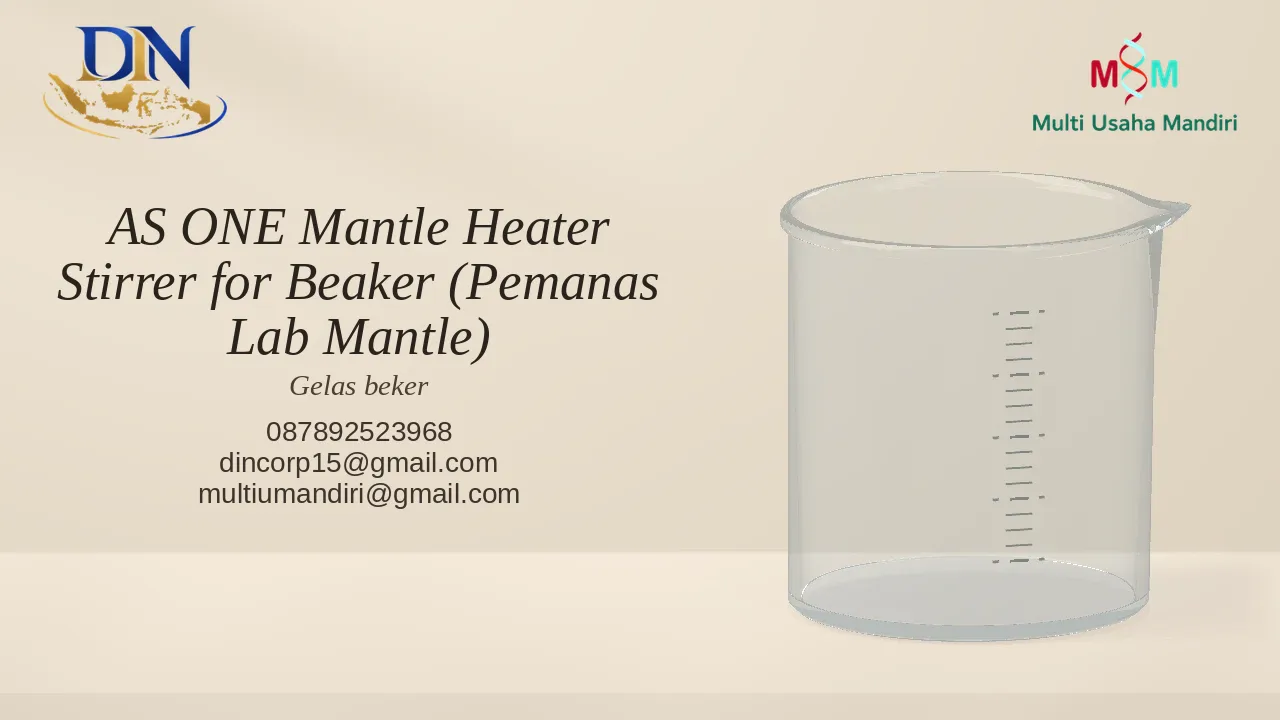 DIN
MSM
Multi Usaha Mandiri
AS ONE Mantle Heater
Stirrer for Beaker (Pemanas
Lab Mantle)
Gelas beker
087892523968
dincorp15@gmail.com
multiumandiri@gmail.com